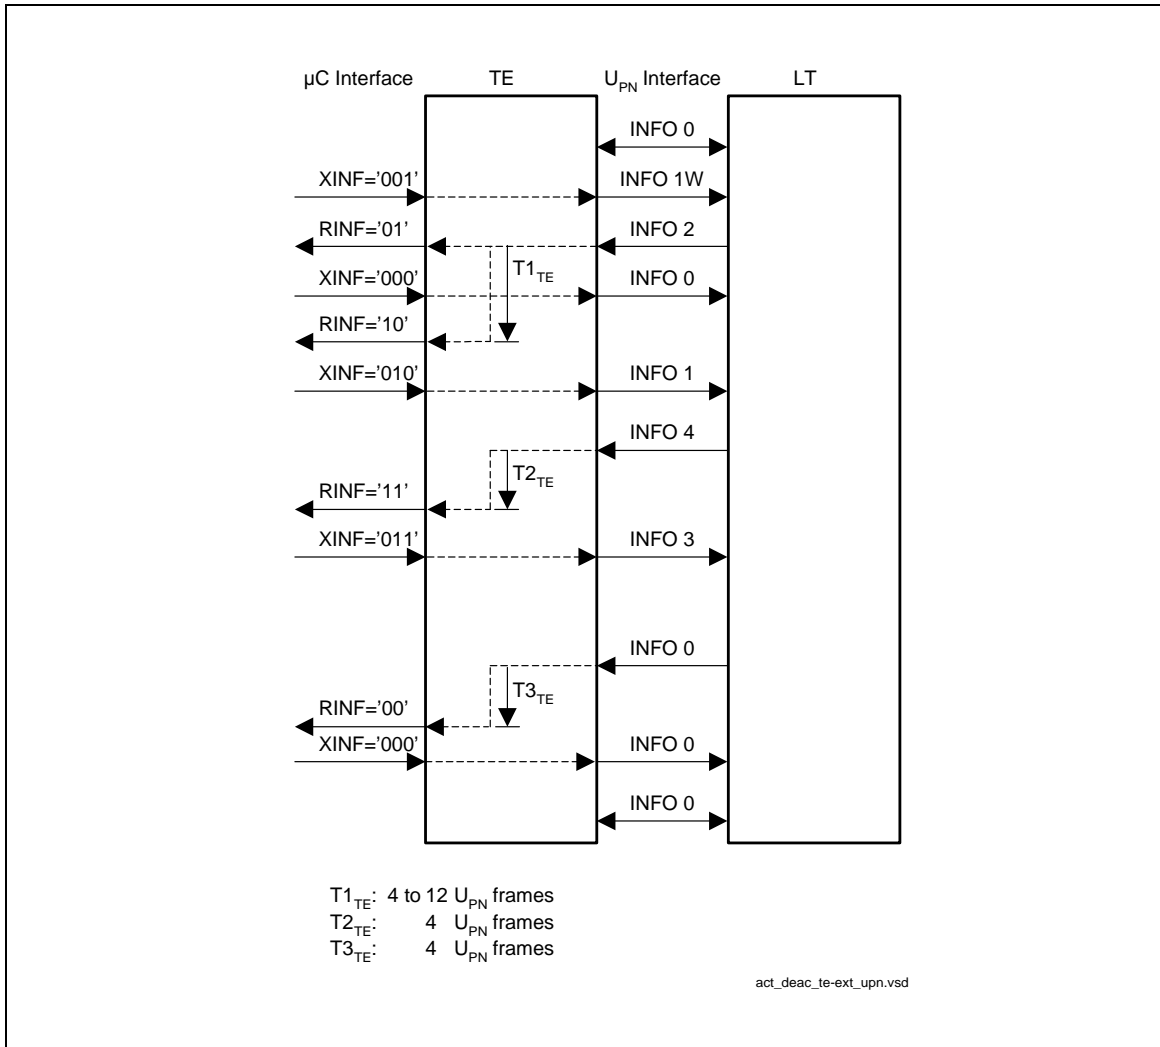 µC Interface TE UPN Interface LT
INFO 0
XINF='001' INFO 1W
RINF='01' INFO 2
T1TE
XINF='000' INFO 0
RINF='10'
XINF='010' INFO 1
INFO 4
T2TE
RINF='11'
XINF='011' INFO 3
INFO 0
T3TE
RINF='00'
XINF='000' INFO 0
INFO 0
T1TE: 4 to 12 UPN frames
T2TE: 4 UPN frames
T3TE: 4 UPN frames
act_deac_te-ext_upn.vsd